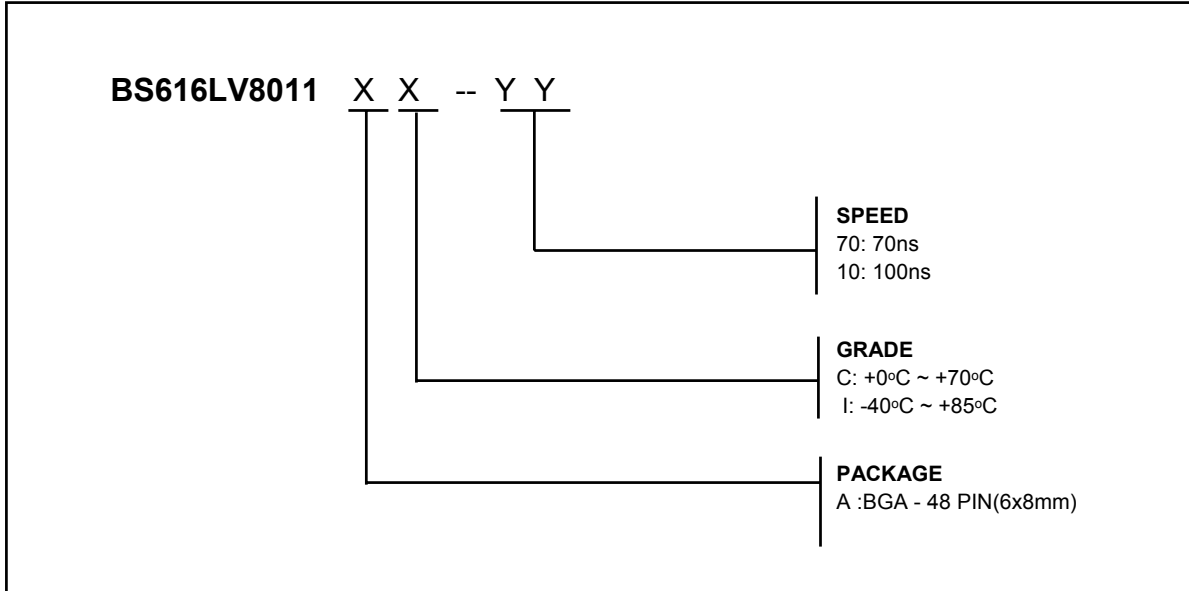 BS616LV8011 X X -- Y Y
SPEED
70: 70ns
10: 100ns
GRADE
C: +0oC ~ +70oC
I: -40oC ~ +85oC
PACKAGE
A :BGA - 48 PIN(6x8mm)